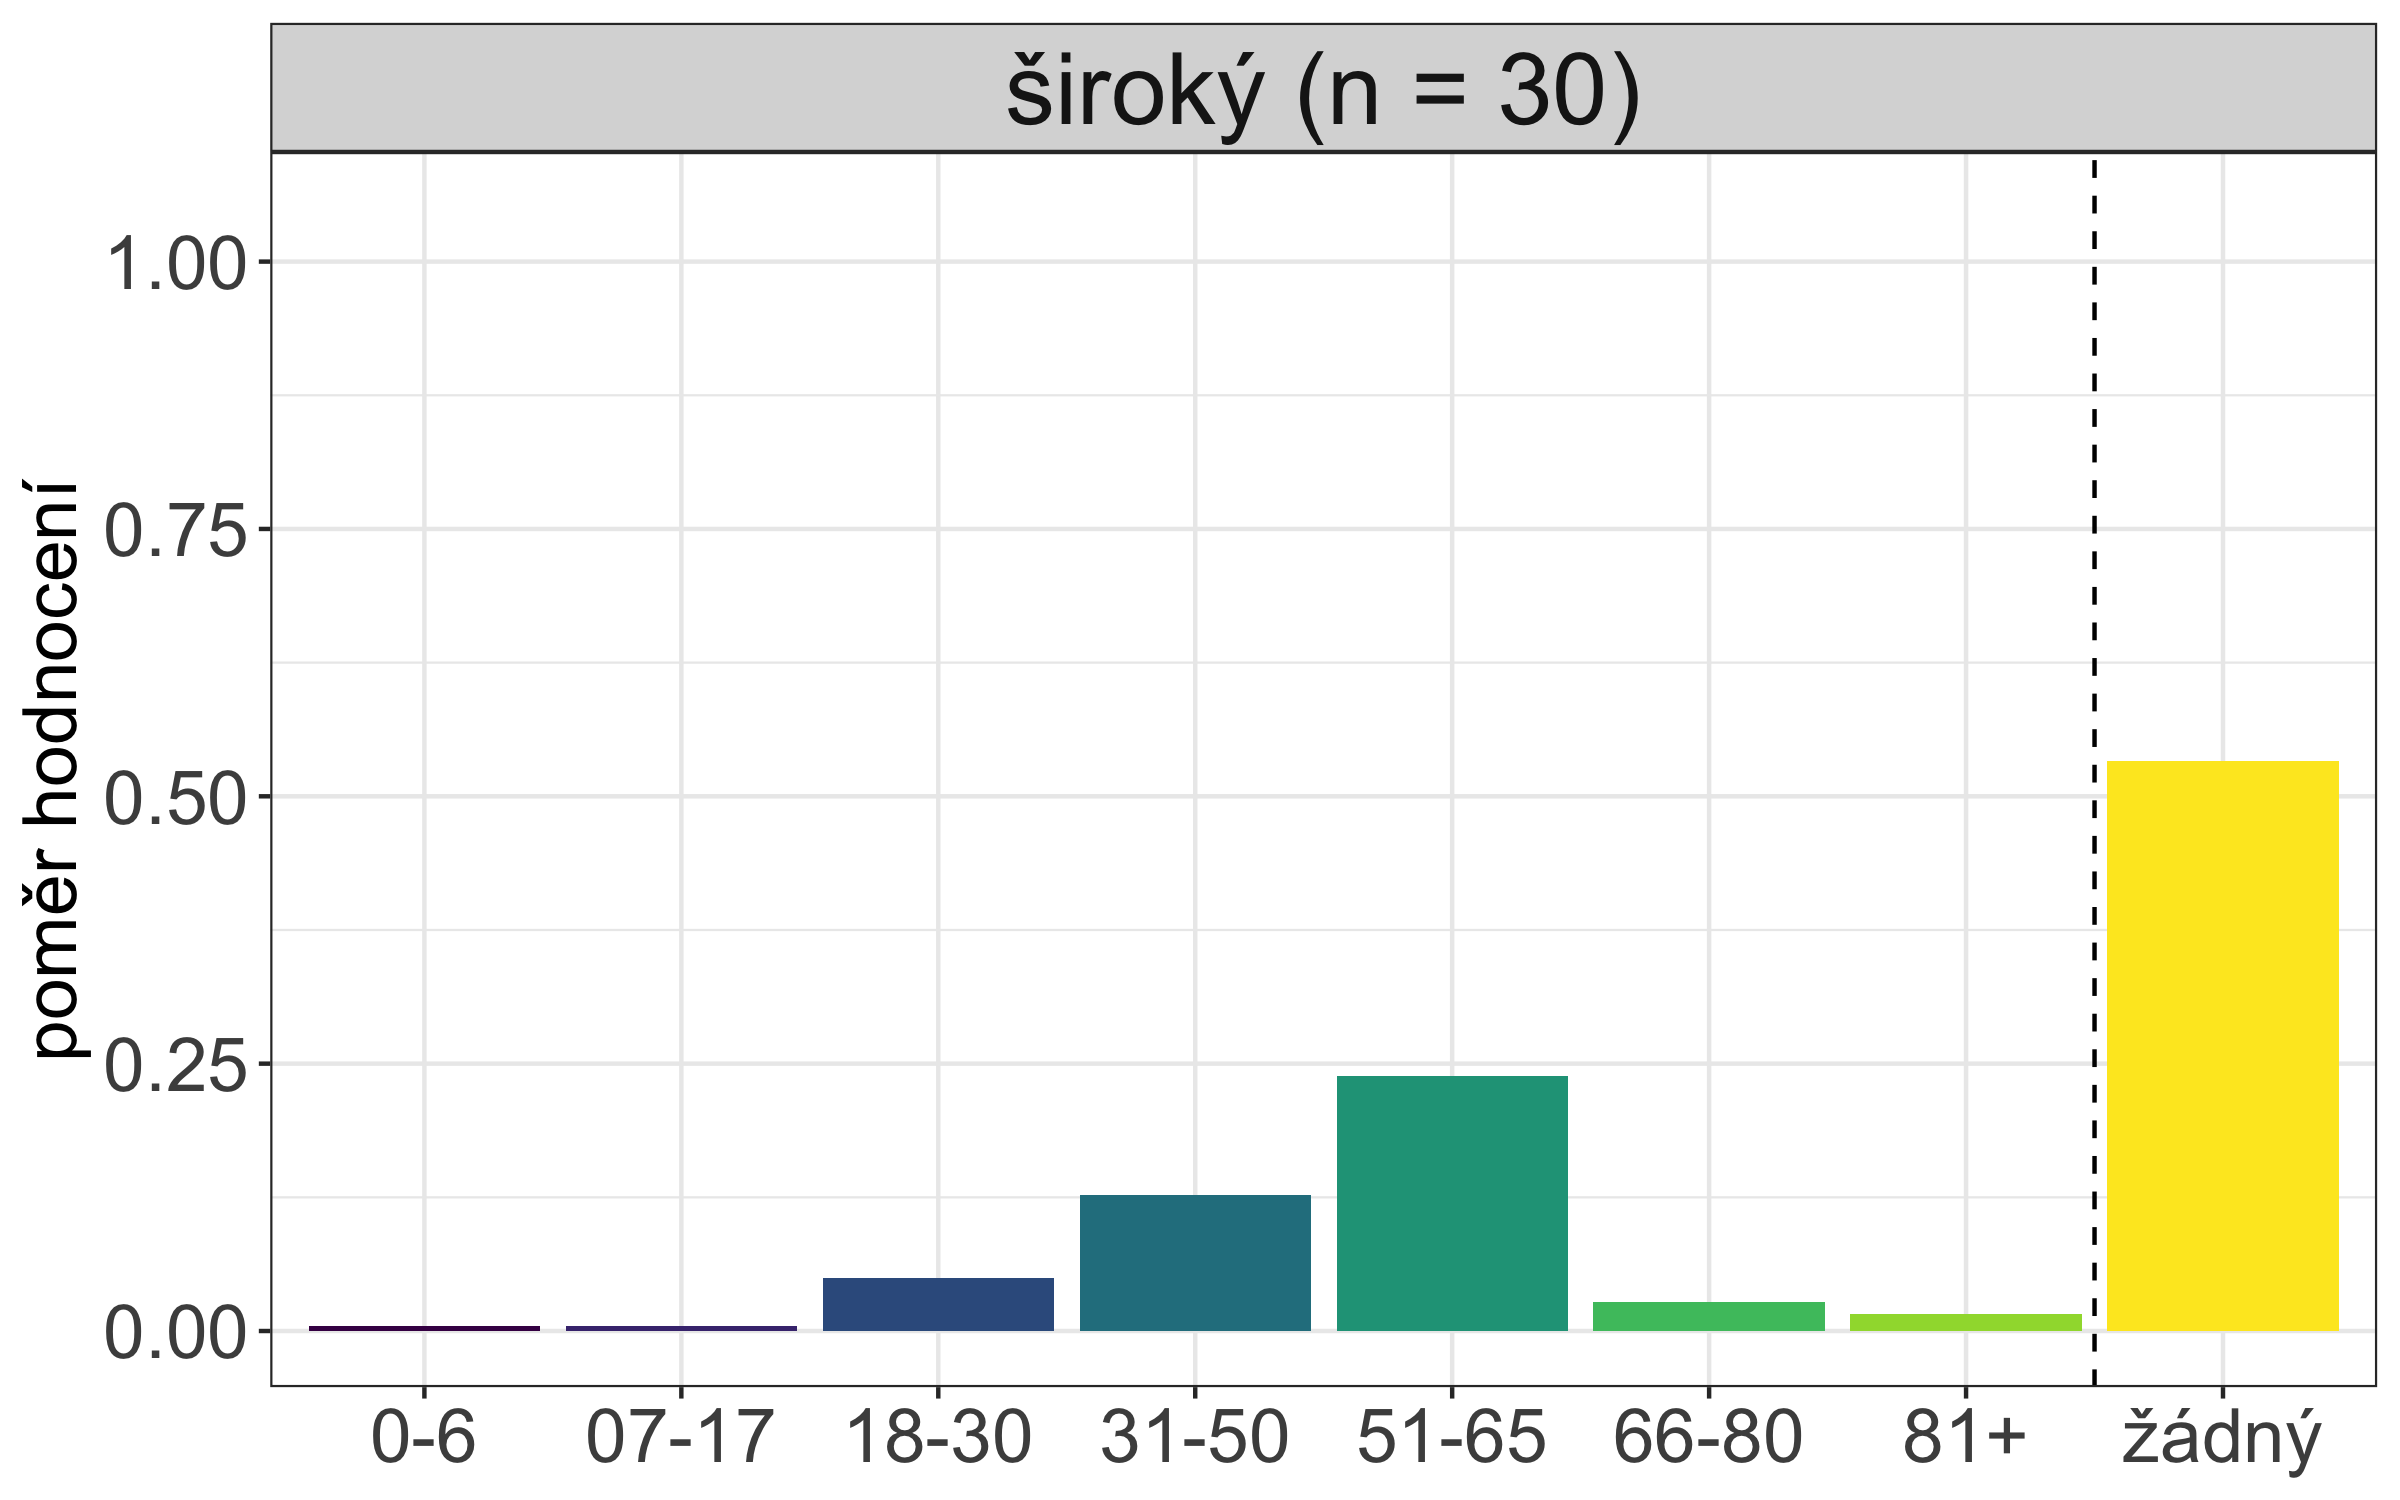 široký (n = 30)
poměr hodnocení
1.00
0.75
0.50
0.25
0.00
0-6 07-17 18-30 31-50 51-65 66-80 81+ žádný